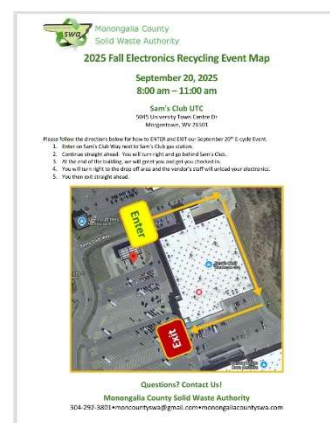 swa
Monongalia County
Solid Waste Authority
2025 Fall Electronics Recycling Event Map
September 20, 2025
8:00 am – 11:00 am
Sam's Club UTC
5045 University Town Centre Dr
Morgantown, WV 26501
Please follow the directions below for how to ENTER and EXIT our September 20th E-cycle Event.
1. Enter on Sam's Club Way next to Sam's Club gas station.
2. Continue straight ahead. You will turn right and go behind Sam's Club.
3. At the end of the building, we will greet you and get you checked in.
4. You will turn right to the drop off area and the vendor's staff will unload your electronics.
5. You then exit straight ahead.
Enter
Exit
Questions? Contact Us!
Monongalia County Solid Waste Authority
304-292-3801•moncountyswa@gmail.com•monongaliacountyswa.com